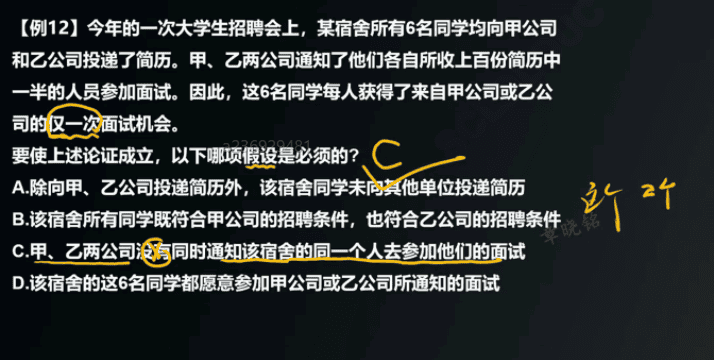 【例12】今年的一次大学生招聘会上，某宿舍所有6名同学均向甲公司
和乙公司投递了简历。甲、乙两公司通知了他们各自所收上百份简历中
一半的人员参加面试。因此，这6名同学每人获得了来自甲公司或乙公
司的仅一次面试机会。
a236929481
要使上述论证成立，以下哪项假设是必须的？ C
A.除向甲、乙公司投递简历外，该宿舍同学未向其他单位投递简历
B.该宿舍所有同学既符合甲公司的招聘条件，也符合乙公司的招聘条件
C.甲、乙两公司没有同时通知该宿舍的同一个人去参加他们的面试
D.该宿舍的这6名同学都愿意参加甲公司或乙公司所通知的面试